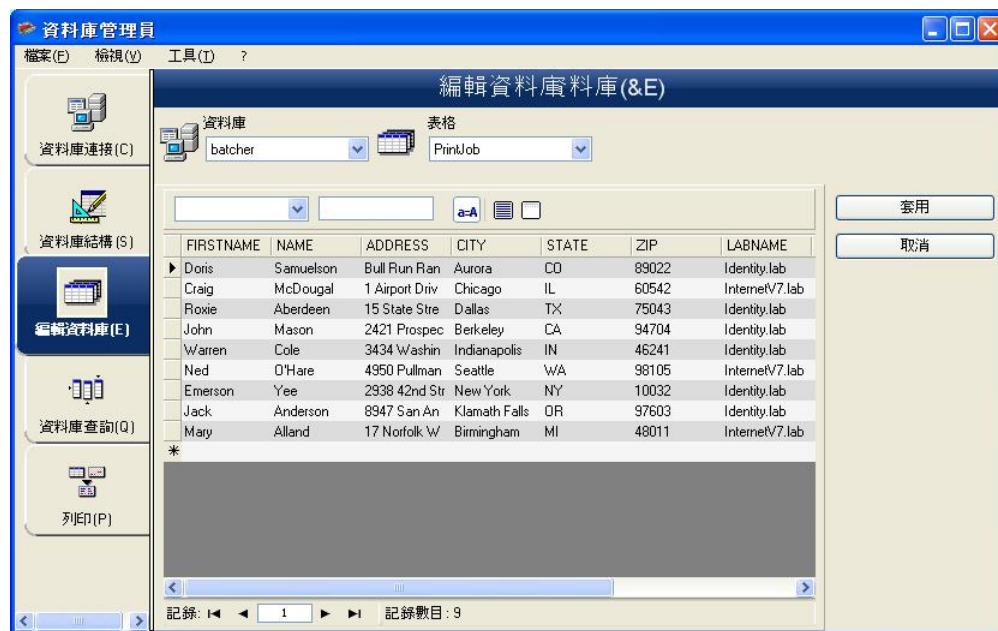 資料庫管理員
檔案(F) 檢視(V) 工具(T) ?
資料庫連接(C)
資料庫結構(S)
編輯資料庫(E)
資料庫查詢(Q)
列印(P)
編輯資料庫料庫(&E)
資料庫 表格
batcher PrintJob
a=A
套用
取消
FIRSTNAME NAME ADDRESS CITY STATE ZIP LABNAME
Doris Samuelson Bull Run Ran Aurora CO 89022 Identity.lab
Craig McDougal 1 Airport Driv Chicago IL 60542 InternetV7.lab
Roxie Aberdeen 15 State Stre Dallas TX 75043 Identity.lab
John Mason 2421 Prospec Berkeley CA 94704 Identity.lab
Warren Cole 3434 Washin Indianapolis IN 46241 Identity.lab
Ned O'Hare 4950 Pullman Seattle WA 98105 InternetV7.lab
Emerson Yee 2938 42nd Str New York NY 10032 Identity.lab
Jack Anderson 8947 San An Klamath Falls OR 97603 Identity.lab
Mary Alland 17 Norfolk W Birmingham MI 48011 InternetV7.lab
記錄: 1 記錄數目: 9